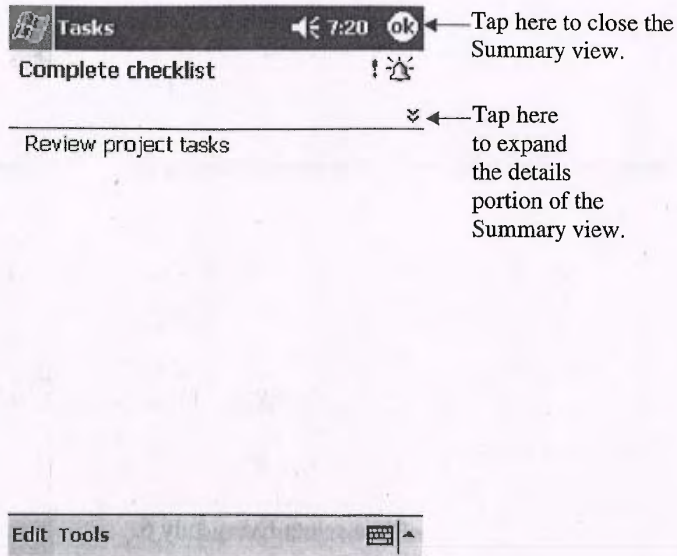 Tasks 7:20 ok
Tap here to close the
Summary view.
Complete checklist !
Tap here
to expand
the details
portion of the
Summary view.
Review project tasks
Edit Tools